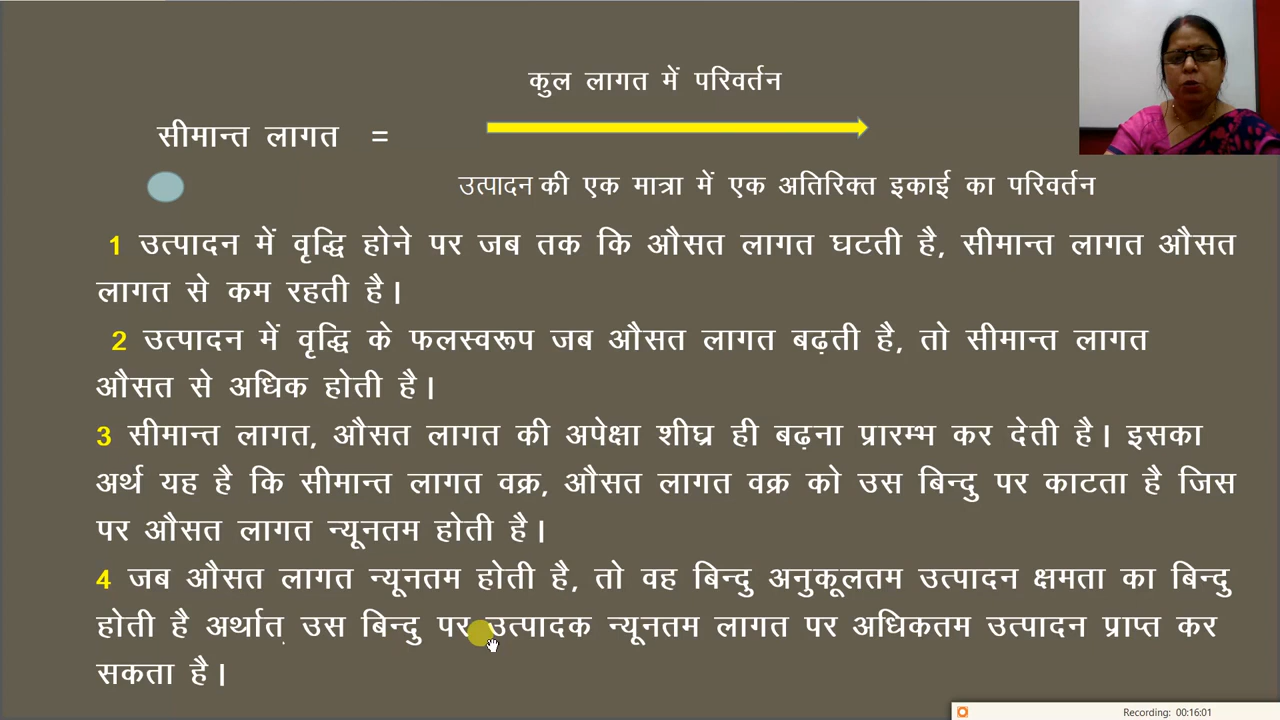 कुल लागत में परिवर्तन
सीमान्त लागत =
उत्पादन की एक मात्रा में एक अतिरिक्त इकाई का परिवर्तन
1 उत्पादन में वृद्धि होने पर जब तक कि औसत लागत घटती है, सीमान्त लागत औसत
लागत से कम रहती है।
2 उत्पादन में वृद्धि के फलस्वरूप जब औसत लागत बढ़ती है, तो सीमान्त लागत
औसत से अधिक होती है।
3 सीमान्त लागत, औसत लागत की अपेक्षा शीघ्र ही बढ़ना प्रारम्भ कर देती है। इसका
अर्थ यह है कि सीमान्त लागत वक्र, औसत लागत वक्र को उस बिन्दु पर काटता है जिस
पर औसत लागत न्यूनतम होती है।
4 जब औसत लागत न्यूनतम होती है, तो वह बिन्दु अनुकूलतम उत्पादन क्षमता का बिन्दु
होती है अर्थात् उस बिन्दु पर उत्पादक न्यूनतम लागत पर अधिकतम उत्पादन प्राप्त कर
सकता है।
Recording: 00:16:01